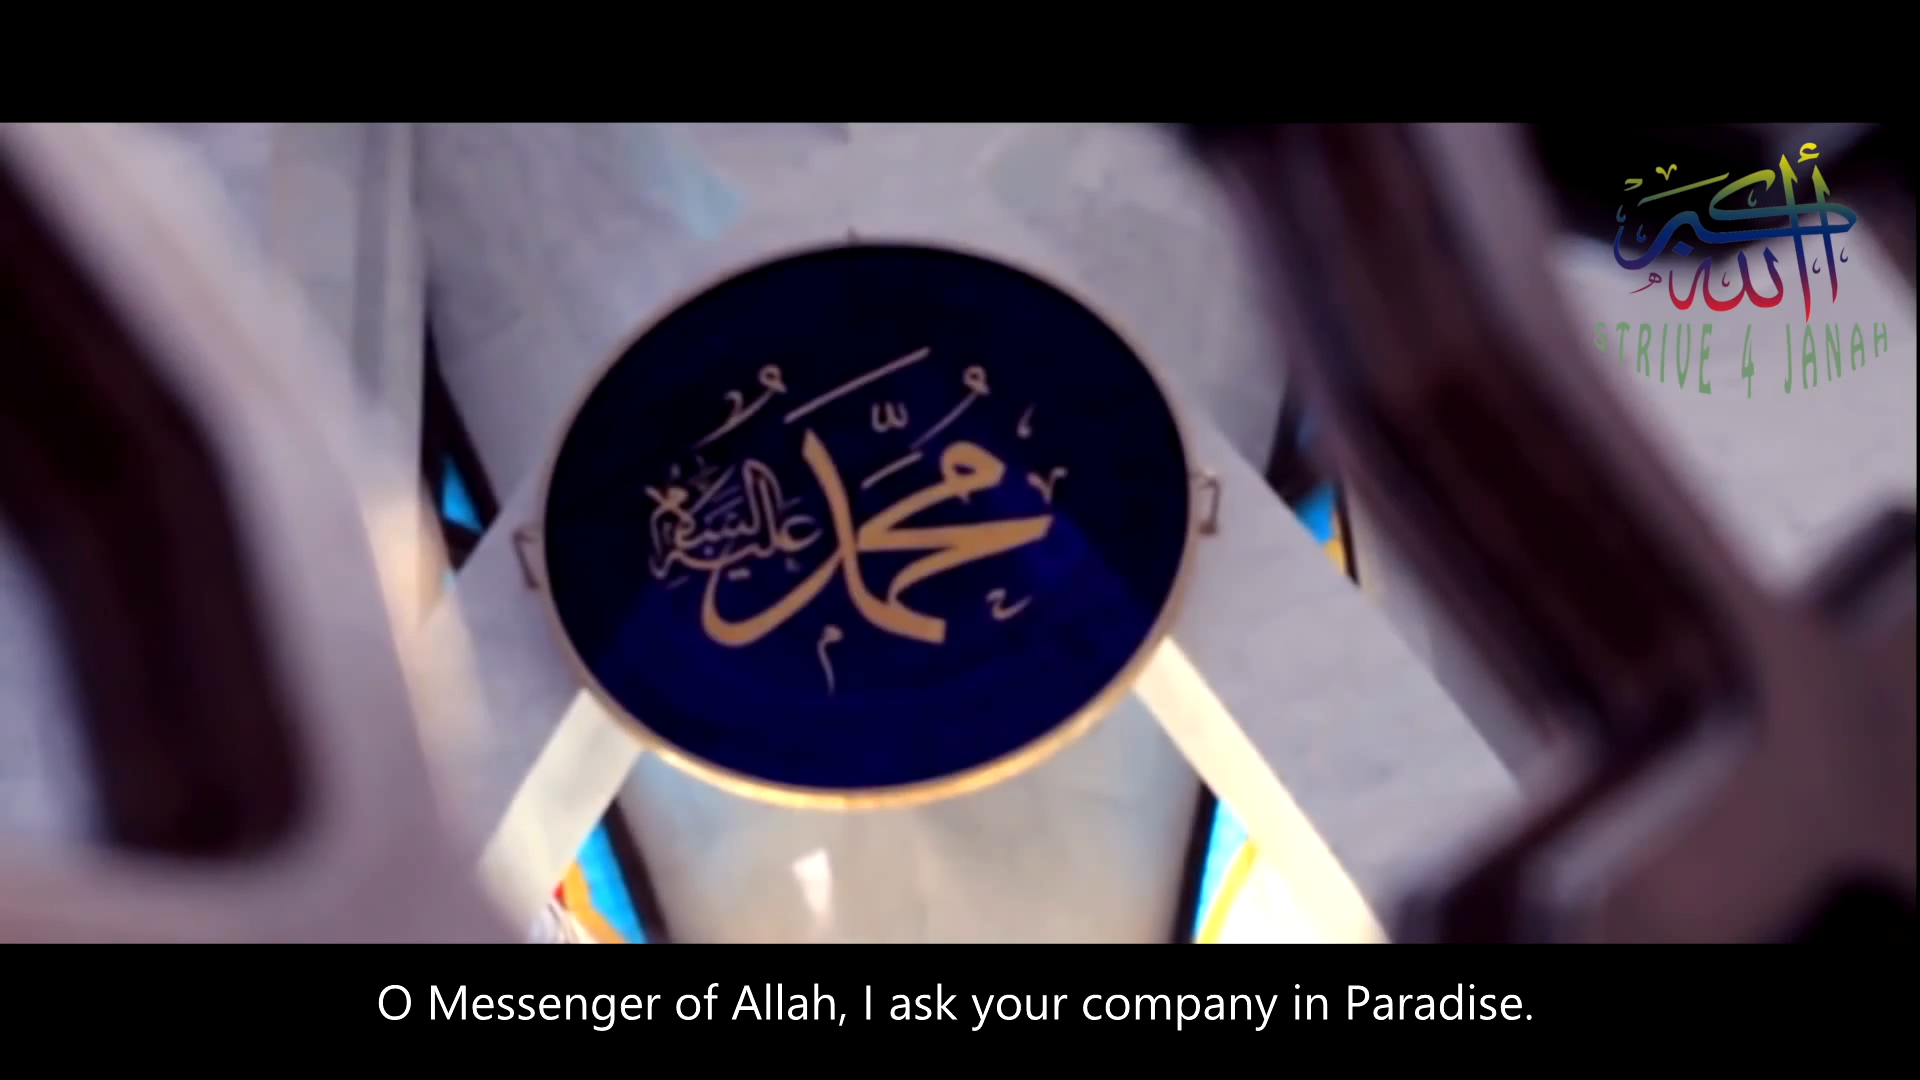 الله أكبر
STRIVE 4 JANAH
محمد عليه السلام
O Messenger of Allah, I ask your company in Paradise.